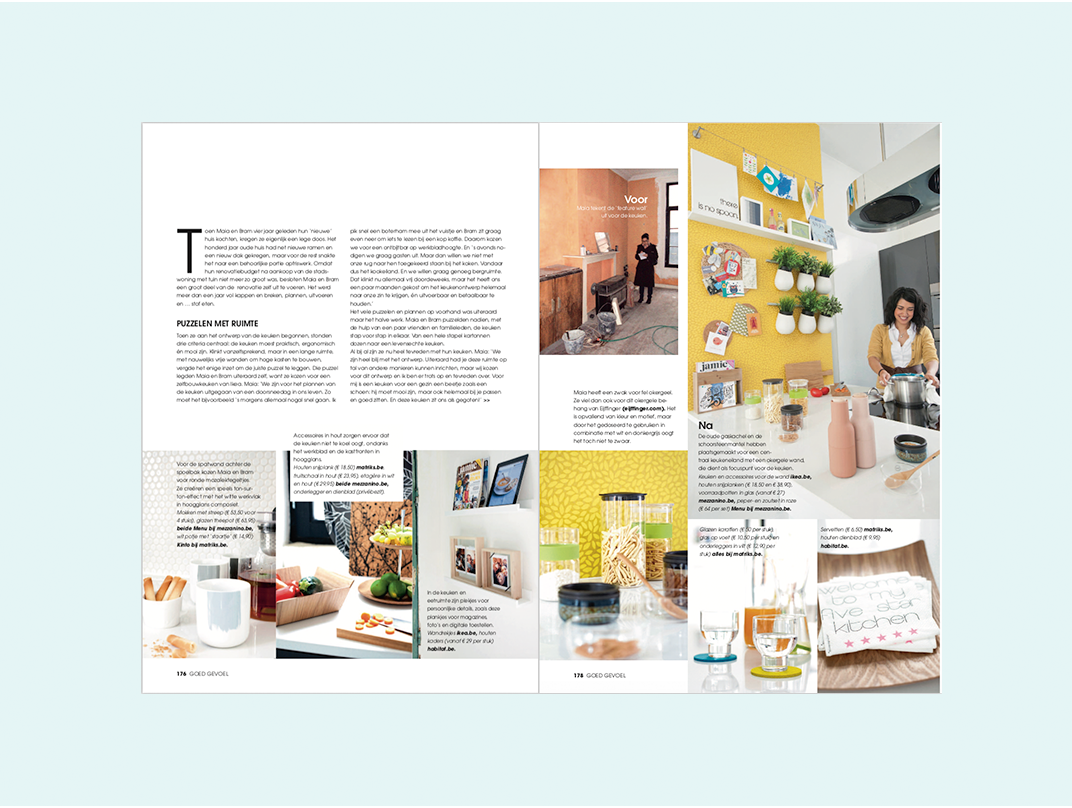 Toen Maia en Bram vier jaar geleden hun 'nieuwe'
huis kochten, kregen ze eigenlijk een lege doos. Het
honderd jaar oude huis had net nieuwe ramen en
een nieuw dak gekregen, maar voor de rest snakte
het naar een behoorlijke portie opfriswerk. Omdat
hun renovatiebudget na aankoop van de stads-
woning met tuin niet meer zo groot was, besloten Maia en Bram
een groot deel van de renovatie zelf uit te voeren. Het werd
meer dan een jaar vol kappen en breken, plannen, uitvoeren
en ... stof eten.
PUZZELEN MET RUIMTE
Toen ze aan het ontwerp van de keuken begonnen, stonden
drie criteria centraal: de keuken moest praktisch, ergonomisch
én mooi zijn. Klinkt vanzelfsprekend, maar in een lange ruimte,
met nauwelijks vrije wanden om hoge kasten te bouwen,
vergde het enige inzet om de juiste puzzel te leggen. Die puzzel
legden Maia en Bram uiteraard zelf, want ze kozen voor een
zelfbouwkeuken van Ikea. Maia: 'We zijn voor het plannen van
de keuken uitgegaan van een doorsneedag in ons leven. Zo
moet het bijvoorbeeld 's morgens allemaal nogal snel gaan. Ik
pik snel een boterham mee uit het vuistje en Bram zit graag
even neer om iets te lezen bij een kop koffie. Daarom kozen
we voor een ontbijtbar op werkbladhoogte. En 's avonds no-
digen we graag gasten uit. Maar dan willen we niet met
onze rug naar hen toegekeerd staan bij het koken. Vandaar
dus het kookeiland. En we willen graag genoeg bergruimte.
Dat klinkt nu allemaal vrij doordeweeks, maar het heeft ons
een paar maanden gekost om het keukenontwerp helemaal
naar onze zin te krijgen, én uitvoerbaar en betaalbaar te
houden.'
Het vele puzzelen en plannen op voorhand was uiteraard
maar het halve werk. Maia en Bram puzzelden nadien, met
de hulp van een paar vrienden en familieleden, de keuken
stap voor stap in elkaar. Van een hele stapel kartonnen
dozen naar een levensechte keuken.
Al bij al zijn ze nu heel tevreden met hun keuken. Maia: 'We
zijn heel blij met het ontwerp. Uiteraard had je deze ruimte op
tal van andere manieren kunnen inrichten, maar wij kozen
voor dit ontwerp en ik ben er trots op en tevreden over. Voor
mij is een keuken voor een gezin een beetje zoals een
schoen: hij moet mooi zijn, maar ook helemaal bij je passen
en goed zitten. En deze keuken zit ons als gegoten!' >>
Accessoires in hout zorgen ervoor dat
de keuken niet te koel oogt, ondanks
het werkblad en de kastfronten in
hoogglans.
Houten snijplank (€ 18,50) matriks.be
fruitschaal in hout (€ 23,95), etagère in wit
en hout (€ 29,95) beide mezzanino.be,
onderlegger en dienblad (privébezit).
Voor de spatwand achter de
spoelbak kozen Maia en Bram
voor ronde mozaïektegeltjes.
Ze creëren een speels ton-sur-
ton-effect met het witte werkvlak
in hoogglans composiet.
Mokken met streep (€ 53,50 voor
4 stuks), glazen theepot (€ 63,90)
beide Menu bij mezzanino.be,
wit potje met 'staartje' (€ 14,90)
Kinto bij matriks.be.
In de keuken en
eetruimte zijn plekjes voor
persoonlijke details, zoals deze
plankjes voor magazines,
foto's en digitale toestellen.
Wandrekjes ikea.be, houten
kaders (vanaf € 29 per stuk)
habitat.be.
176 GOED GEVOEL
Voor
Maia tekent de 'feature wall'
uit voor de keuken.
Maia heeft een zwak voor fel okergeel.
Ze viel dan ook voor dit okergele be-
hang van Eijffinger (eijffinger.com). Het
is opvallend van kleur en motief, maar
door het gedoseerd te gebruiken in
combinatie met wit en donkergrijs oogt
het toch niet te zwaar.
there
is no spoon
jamie
Na
De oude gaskachel en de
schoorsteenmantel hebben
plaatsgemaakt voor een cen-
traal keukeneiland met een okergele wand,
die dient als focuspunt voor de keuken.
Keuken en accessoires voor de wand ikea.be,
houten snijplanken (€ 18,50 en € 38,90),
voorraadpotten in glas (vanaf € 27)
mezzanino.be, peper- en zoutset in roze
(€ 64 per set) Menu bij mezzanino.be.
Glazen karaffen (€ 50 per stuk)
glas op voet (€ 10,50 per stuk) en
onderleggers in vilt (€ 12,90 per
stuk) alles bij matriks.be.
Servetten (€ 6,50) matriks.be,
houten dienblad (€ 9,95)
habitat.be.
welcome
to my
five star
kitchen
178 GOED GEVOEL